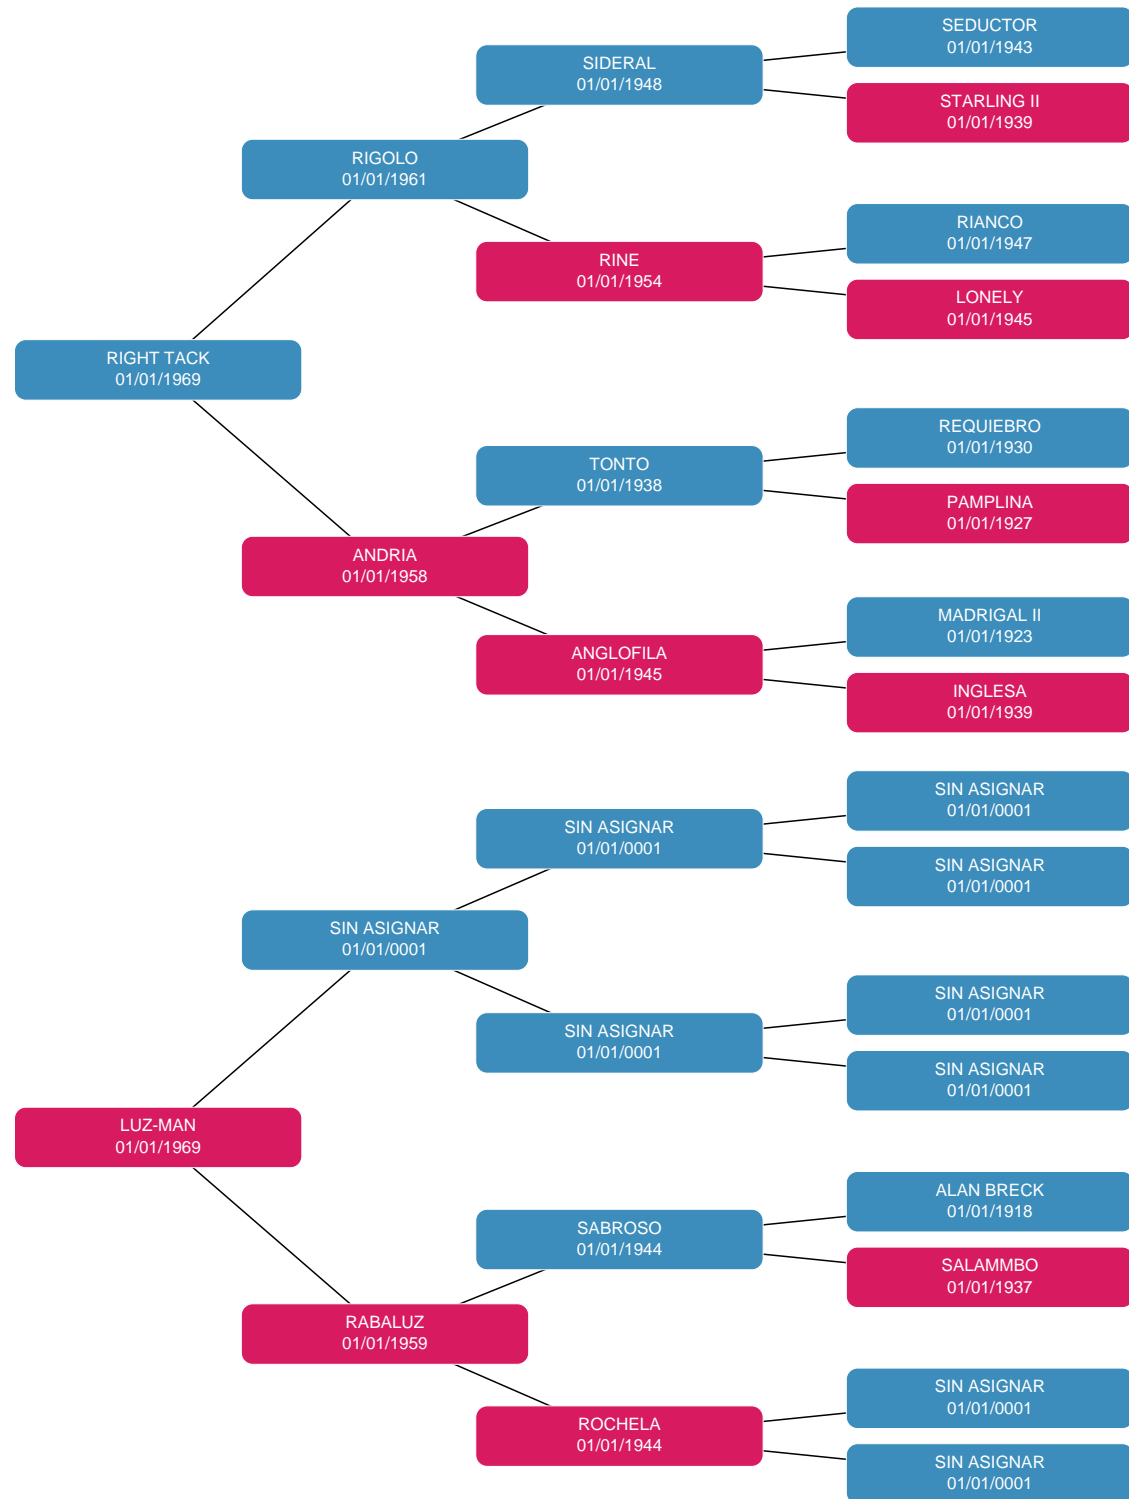 SEDUCTOR
01/01/1943
SIDERAL
01/01/1948
STARLING II
01/01/1939
RIGOLO
01/01/1961
RIANCO
01/01/1947
RINE
01/01/1954
LONELY
01/01/1945
RIGHT TACK
01/01/1969
REQUIEBRO
01/01/1930
TONTO
01/01/1938
PAMPLINA
01/01/1927
ANDRIA
01/01/1958
MADRIGAL II
01/01/1923
ANGLOFILA
01/01/1945
INGLESA
01/01/1939
SIN ASIGNAR
01/01/0001
SIN ASIGNAR
01/01/0001
SIN ASIGNAR
01/01/0001
SIN ASIGNAR
01/01/0001
SIN ASIGNAR
01/01/0001
SIN ASIGNAR
01/01/0001
SIN ASIGNAR
01/01/0001
LUZ-MAN
01/01/1969
ALAN BRECK
01/01/1918
SABROSO
01/01/1944
SALAMMBO
01/01/1937
RABALUZ
01/01/1959
SIN ASIGNAR
01/01/0001
ROCHELA
01/01/1944
SIN ASIGNAR
01/01/0001